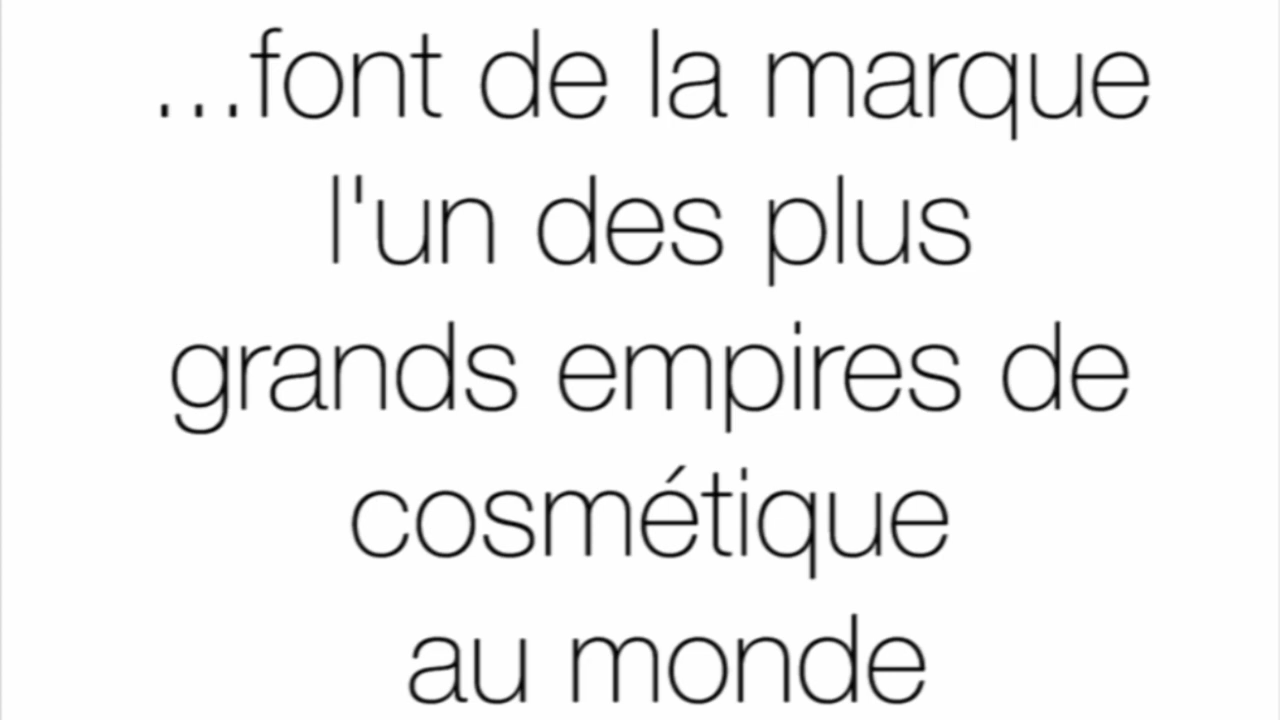 ...font de la marque
l'un des plus
grands empires de
cosmétique
au monde